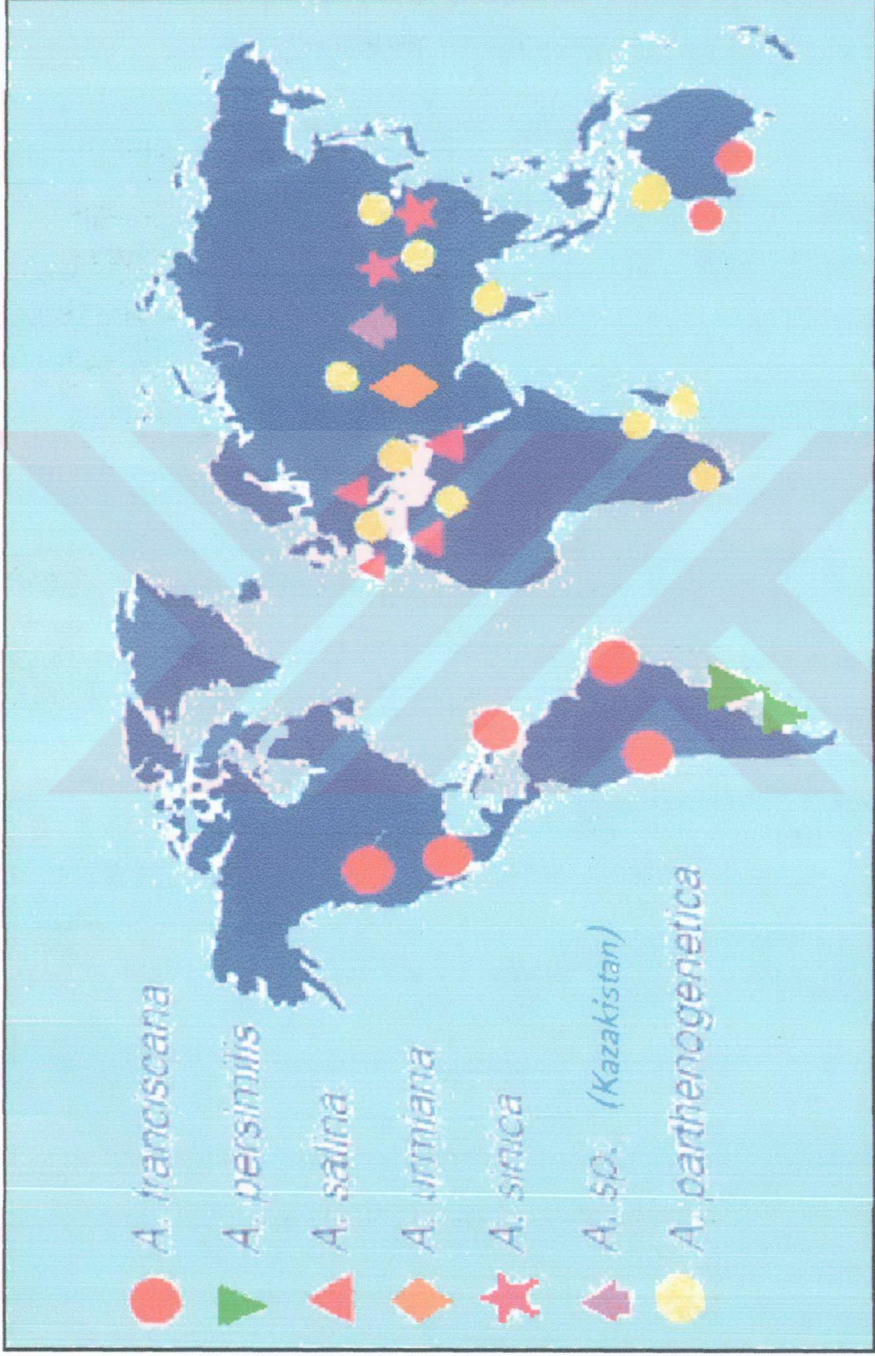 A. franciscana
A. persimilis
A. salina
A. urmiana
A. sinica
A. sp. (Kazakistan)
A. parthenogenetica